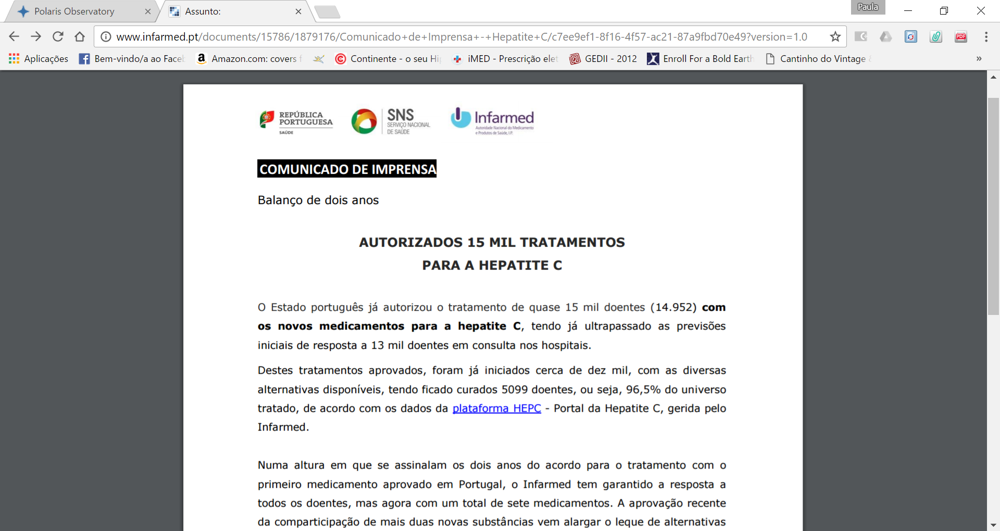 Polaris Observatory
Assunto:
Paula
www.infarmed.pt/documents/15786/1879176/Comunicado+de+Imprensa+-+Hepatite+C/c7ee9ef1-8f16-4f57-ac21-87a9fbd70e49?version=1.0
PDF
Aplicações
Bem-vindo/a ao Faceb
Amazon.com: covers f
Continente - o seu Hip
iMED - Prescrição elet
GEDII - 2012
Enroll For a Bold Earth
Cantinho do Vintage &
»
REPÚBLICA
PORTUGUESA
SAÚDE
SNS
SERVIÇO NACIONAL
DE SAÚDE
Infarmed
Autoridade Nacional do Medicamento
e Produtos de Saúde, I.P.
COMUNICADO DE IMPRENSA
Balanço de dois anos
AUTORIZADOS 15 MIL TRATAMENTOS
PARA A HEPATITE C
O Estado português já autorizou o tratamento de quase 15 mil doentes (14.952) com
os novos medicamentos para a hepatite C, tendo já ultrapassado as previsões
iniciais de resposta a 13 mil doentes em consulta nos hospitais.
Destes tratamentos aprovados, foram já iniciados cerca de dez mil, com as diversas
alternativas disponíveis, tendo ficado curados 5099 doentes, ou seja, 96,5% do universo
tratado, de acordo com os dados da plataforma HEPC - Portal da Hepatite C, gerida pelo
Infarmed.
Numa altura em que se assinalam os dois anos do acordo para o tratamento com o
primeiro medicamento aprovado em Portugal, o Infarmed tem garantido a resposta a
todos os doentes, mas agora com um total de sete medicamentos. A aprovação recente
da comparticipação de mais duas novas substâncias vem alargar o leque de alternativas